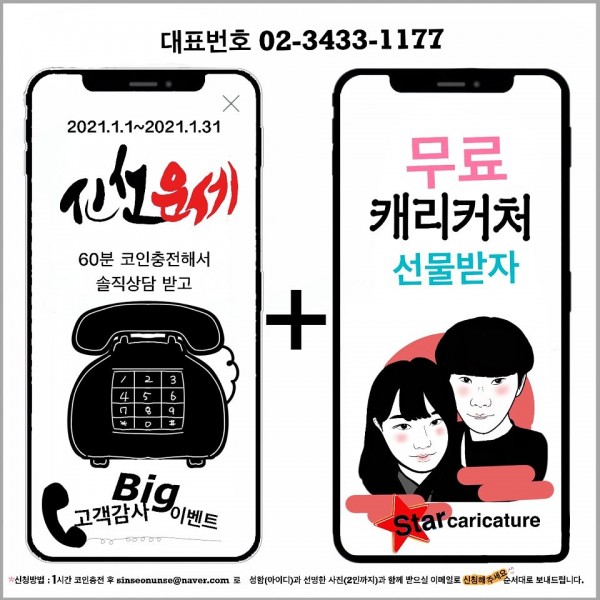 대표번호 02-3433-1177
2021.1.1~2021.1.31
신선운세
60분 코인충전해서
솔직상담 받고
1 2 3
4 5 6
7 8 9
* 0 #
Big
고객감사 이벤트
+
무료
캐리커처
선물받자
Star caricature
*신청방법 : 1시간 코인충전 후 sinseonunse@naver.com 로 성함(아이디)과 선명한 사진(2인까지)과 함께 받으실 이메일로 신청해주세요 순서대로 보내드립니다.